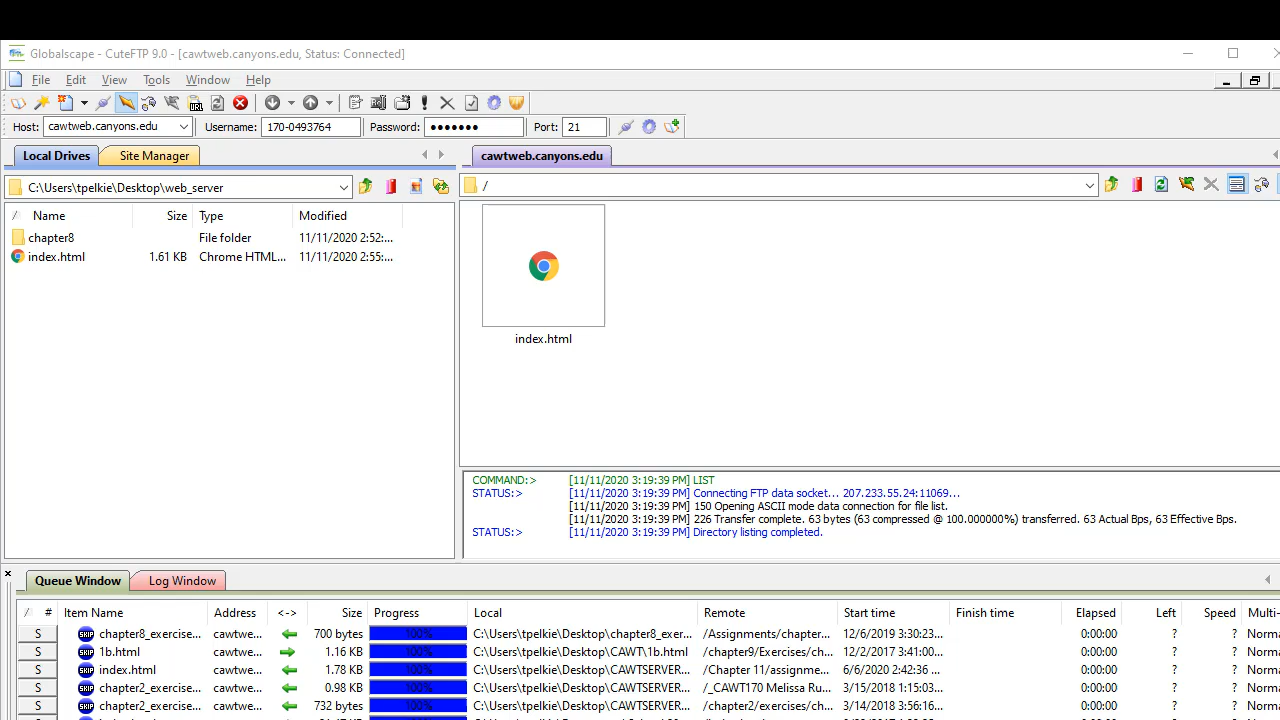 Globalscape - CuteFTP 9.0 - [cawtweb.canyons.edu, Status: Connected]
File Edit View Tools Window Help
Host: cawtweb.canyons.edu Username: 170-0493764 Password: ●●●●●●● Port: 21
Local Drives Site Manager
cawtweb.canyons.edu
C:\Users\tpelkie\Desktop\web_server
/
/ Name Size Type Modified
chapter8 File folder 11/11/2020 2:52:...
index.html 1.61 KB Chrome HTML... 11/11/2020 2:55:...
index.html
COMMAND:> [11/11/2020 3:19:39 PM] LIST
STATUS:> [11/11/2020 3:19:39 PM] Connecting FTP data socket... 207.233.55.24:11069...
[11/11/2020 3:19:39 PM] 150 Opening ASCII mode data connection for file list.
[11/11/2020 3:19:39 PM] 226 Transfer complete. 63 bytes (63 compressed @ 100.000000%) transferred. 63 Actual Bps, 63 Effective Bps.
STATUS:> [11/11/2020 3:19:39 PM] Directory listing completed.
Queue Window Log Window
/ # Item Name Address <-> Size Progress Local Remote Start time Finish time Elapsed Left Speed Multi-
S SKIP chapter8_exercise... cawtwe... 700 bytes 100% C:\Users\tpelkie\Desktop\chapter8_exer... /Assignments/chapter... 12/6/2019 3:30:23... 0:00:00 ? ? Norma
S SKIP 1b.html cawtwe... 1.16 KB 100% C:\Users\tpelkie\Desktop\CAWT\1b.html /chapter9/Exercises/ch... 12/2/2017 3:41:00... 0:00:00 ? ? Norma
S SKIP index.html cawtwe... 1.78 KB 100% C:\Users\tpelkie\Desktop\CAWTSERVER... /Chapter 11/assignme... 6/6/2020 2:42:36 ... 0:00:00 ? ? Norma
S SKIP chapter2_exercise... cawtwe... 0.98 KB 100% C:\Users\tpelkie\Desktop\CAWTSERVER... /_CAWT170 Melissa Ru... 3/15/2018 1:15:03... 0:00:00 ? ? Norma
S SKIP chapter2_exercise... cawtwe... 732 bytes 100% C:\Users\tpelkie\Desktop\CAWTSERVER... /chapter2/exercises/ch... 3/14/2018 3:56:16... 0:00:00 ? ? Norma